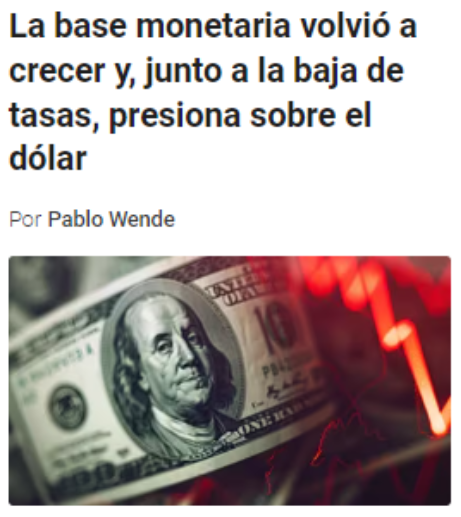 La base monetaria volvió a
crecer y, junto a la baja de
tasas, presiona sobre el
dólar
Por Pablo Wende